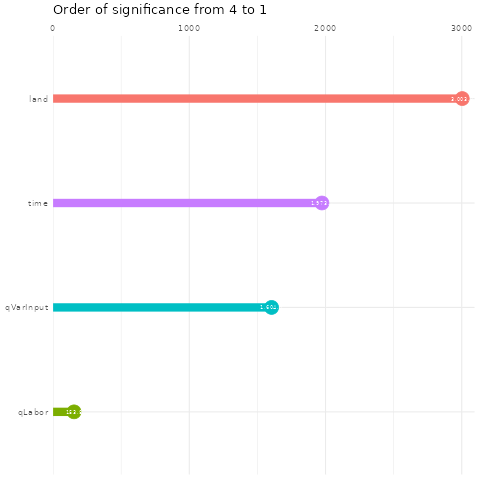 Order of significance from 4 to 1
0 1000 2000 3000
land
time
qVarInput
qLabor